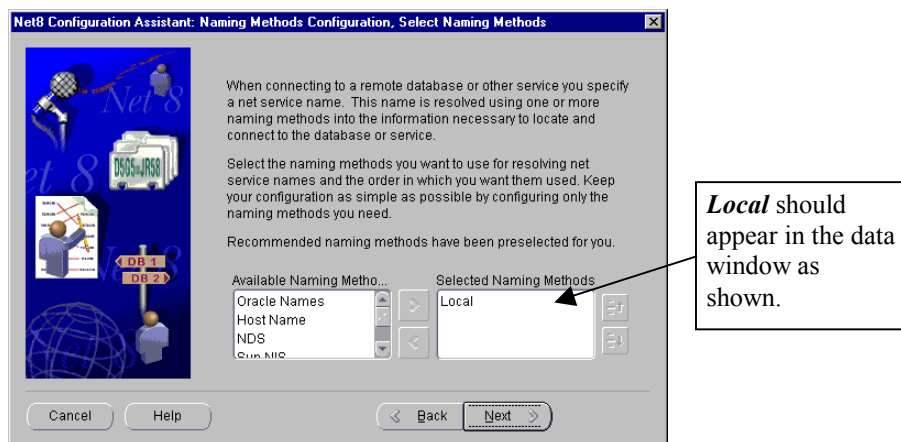 Net8 Configuration Assistant: Naming Methods Configuration, Select Naming Methods
Net 8
D5G5-JR58
et 8
DB 1
DB 2
When connecting to a remote database or other service you specify
a net service name. This name is resolved using one or more
naming methods into the information necessary to locate and
connect to the database or service.
Select the naming methods you want to use for resolving net
service names and the order in which you want them used. Keep
your configuration as simple as possible by configuring only the
naming methods you need.
Recommended naming methods have been preselected for you.
Available Naming Metho...
Oracle Names
Host Name
NDS
Sun NIS
Selected Naming Methods
Local
Cancel
Help
Back
Next
Local should
appear in the data
window as
shown.